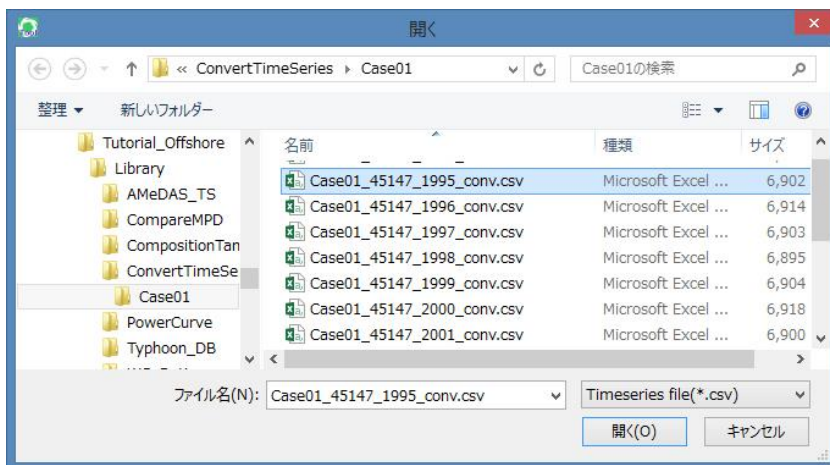 開く
« ConvertTimeSeries ▸ Case01
Case01の検索
整理 ▼ 新しいフォルダー
Tutorial_Offshore
Library
AMeDAS_TS
CompareMPD
CompositionTan
ConvertTimeSe
Case01
PowerCurve
Typhoon_DB
名前 種類 サイズ
Case01_45147_1995_conv.csv Microsoft Excel ... 6,902
Case01_45147_1996_conv.csv Microsoft Excel ... 6,914
Case01_45147_1997_conv.csv Microsoft Excel ... 6,903
Case01_45147_1998_conv.csv Microsoft Excel ... 6,895
Case01_45147_1999_conv.csv Microsoft Excel ... 6,904
Case01_45147_2000_conv.csv Microsoft Excel ... 6,918
Case01_45147_2001_conv.csv Microsoft Excel ... 6,900
ファイル名(N): Case01_45147_1995_conv.csv Timeseries file(*.csv)
開く(O) キャンセル